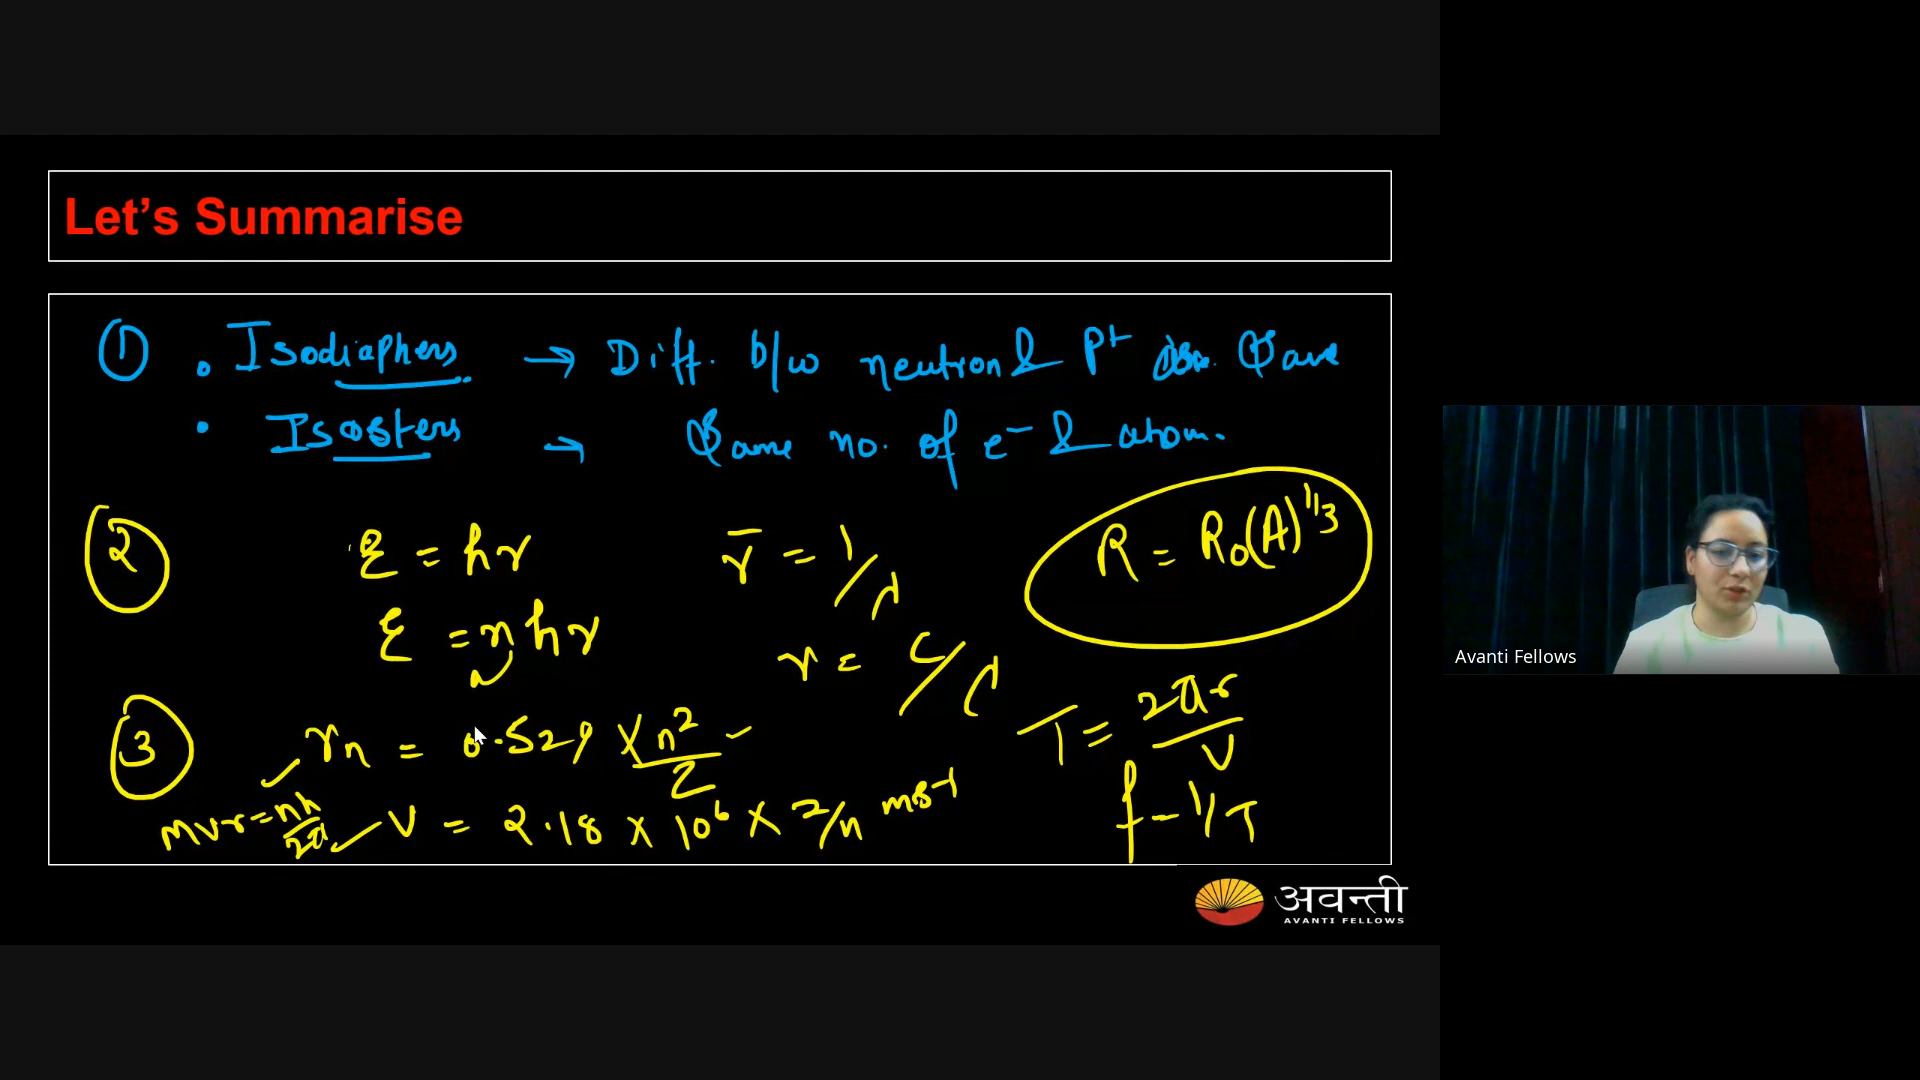 Let's Summarise
① . Isodiaphers → Diff. b/w neutron & P+ Same
. Isosters → Same no. of e⁻ & atom.
② E = hν ν̄ = 1/λ R = R₀(A)^1/3
E = nhν ν = c/λ
③ rn = 0.529 × n²/Z T = 2πr/V
mvr = nh/2π V = 2.18 × 10⁶ × Z/n ms⁻¹ f = 1/T
Avanti Fellows
अवन्ती
AVANTI FELLOWS